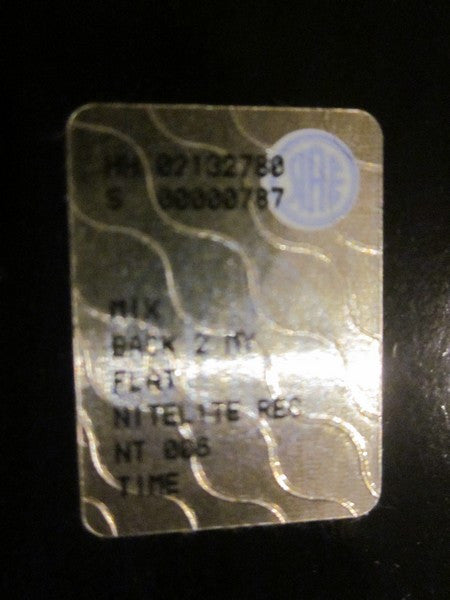 HH 02132780
S 00000787
MIX
BACK 2 MY
FLAT
NITELITE REC
NT 006
TIME